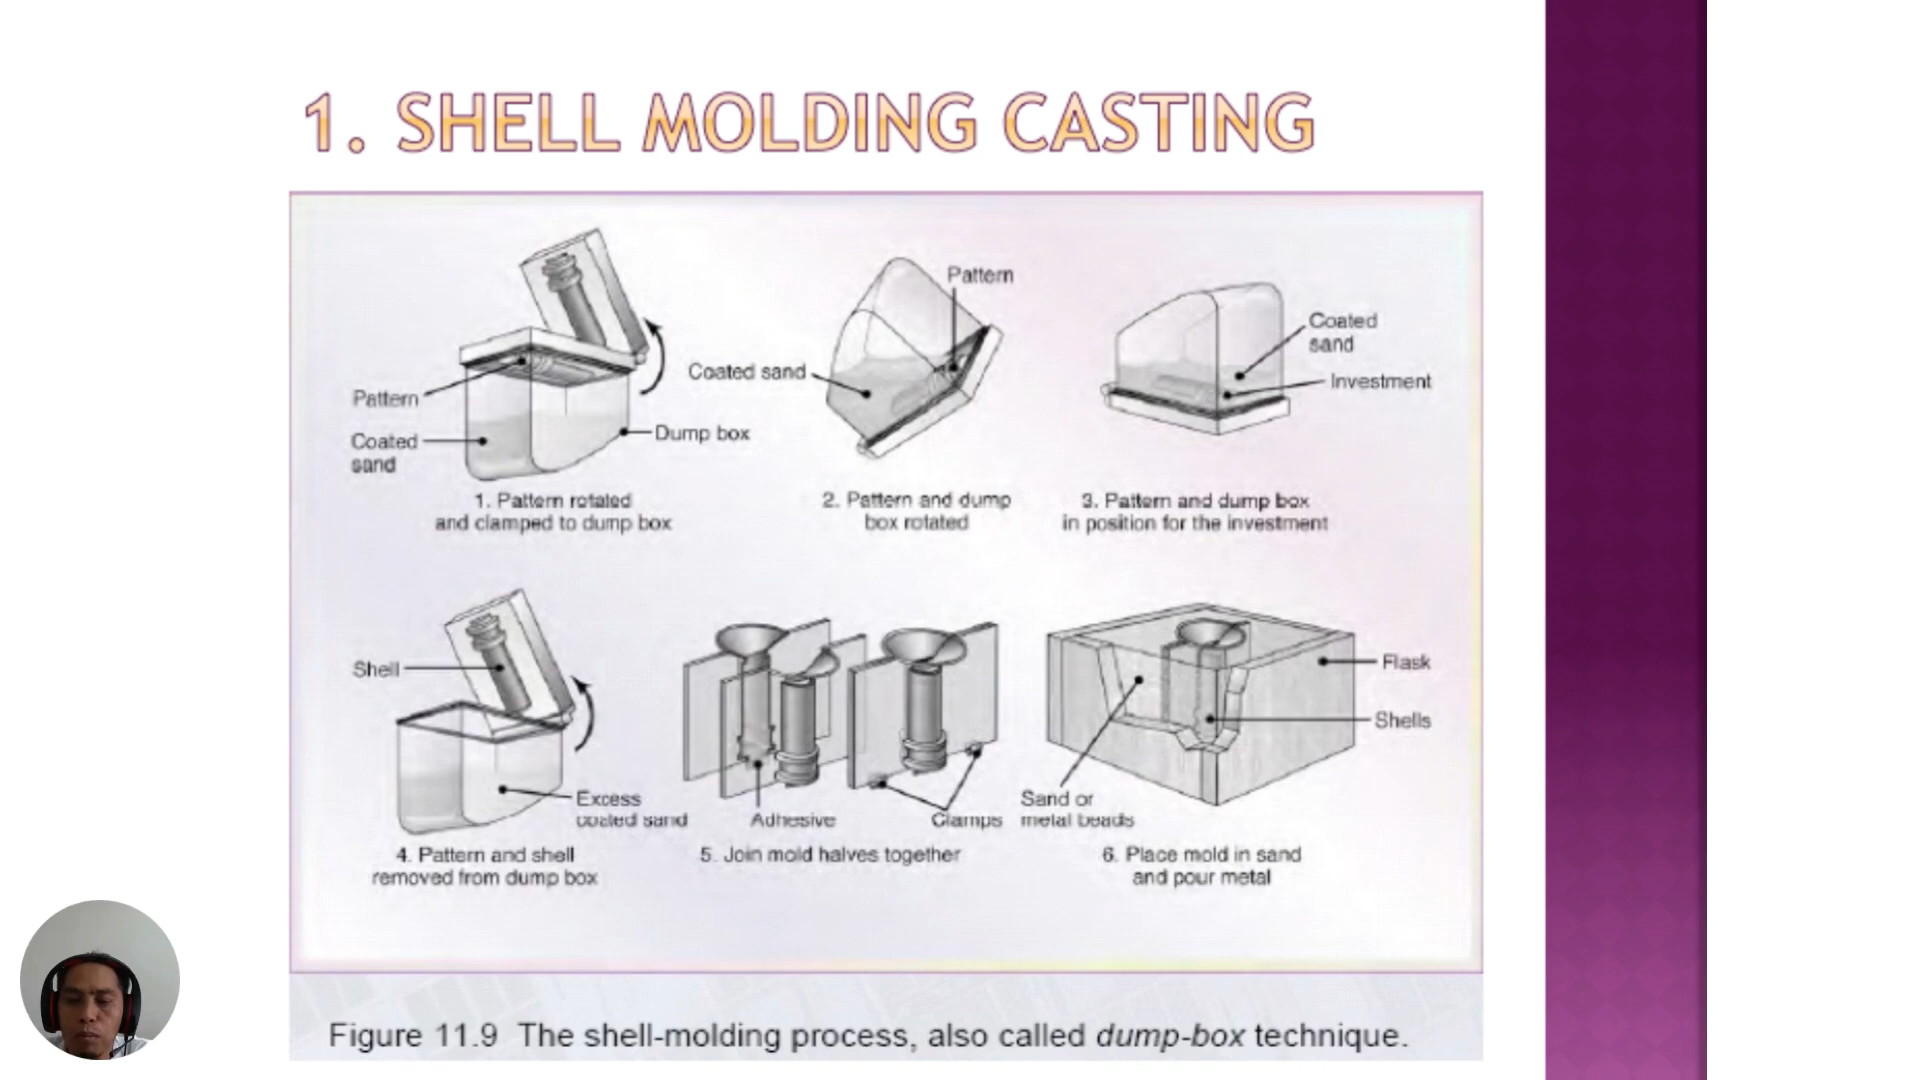 1. SHELL MOLDING CASTING
Pattern
Coated
sand
Dump box
1. Pattern rotated
and clamped to dump box
Pattern
Coated sand
2. Pattern and dump
box rotated
Coated
sand
Investment
3. Pattern and dump box
in position for the investment
Shell
Excess
coated sand
4. Pattern and shell
removed from dump box
Adhesive
Clamps
5. Join mold halves together
Flask
Shells
Sand or
metal beads
6. Place mold in sand
and pour metal
Figure 11.9 The shell-molding process, also called dump-box technique.